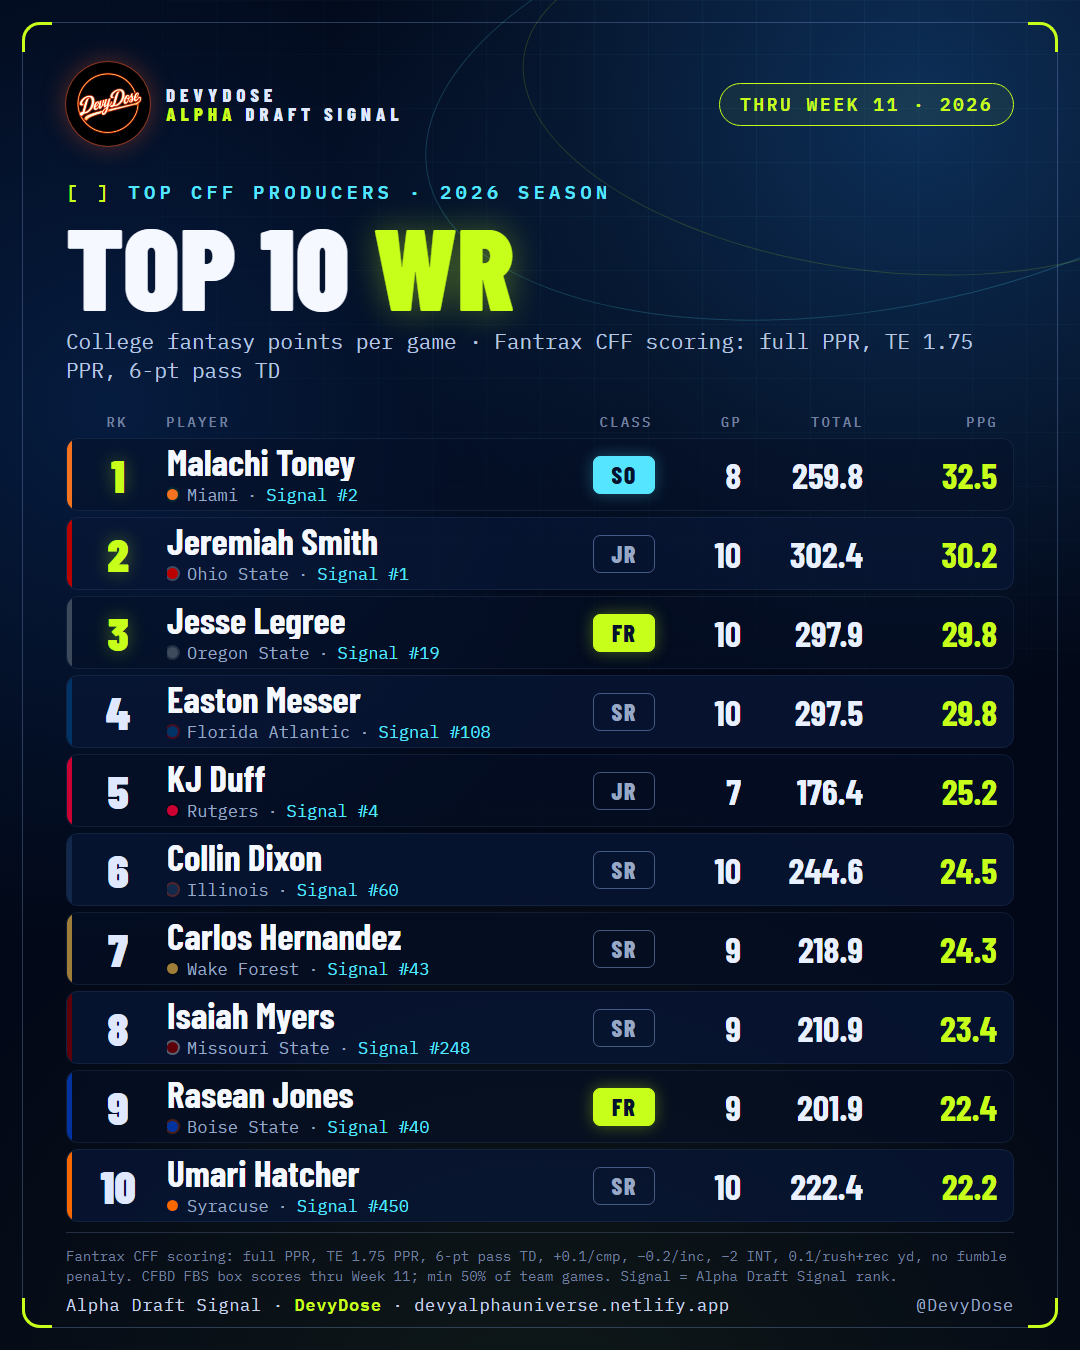 DevyDose
DEVYDOSE
ALPHA DRAFT SIGNAL
THRU WEEK 11 · 2026
[ ] TOP CFF PRODUCERS · 2026 SEASON
TOP 10 WR
College fantasy points per game · Fantrax CFF scoring: full PPR, TE 1.75
PPR, 6-pt pass TD
RK PLAYER CLASS GP TOTAL PPG
1 Malachi Toney SO 8 259.8 32.5
Miami · Signal #2
2 Jeremiah Smith JR 10 302.4 30.2
Ohio State · Signal #1
3 Jesse Legree FR 10 297.9 29.8
Oregon State · Signal #19
4 Easton Messer SR 10 297.5 29.8
Florida Atlantic · Signal #108
5 KJ Duff JR 7 176.4 25.2
Rutgers · Signal #4
6 Collin Dixon SR 10 244.6 24.5
Illinois · Signal #60
7 Carlos Hernandez SR 9 218.9 24.3
Wake Forest · Signal #43
8 Isaiah Myers SR 9 210.9 23.4
Missouri State · Signal #248
9 Rasean Jones FR 9 201.9 22.4
Boise State · Signal #40
10 Umari Hatcher SR 10 222.4 22.2
Syracuse · Signal #450
Fantrax CFF scoring: full PPR, TE 1.75 PPR, 6-pt pass TD, +0.1/cmp, −0.2/inc, −2 INT, 0.1/rush+rec yd, no fumble
penalty. CFBD FBS box scores thru Week 11; min 50% of team games. Signal = Alpha Draft Signal rank.
Alpha Draft Signal · DevyDose · devyalphauniverse.netlify.app @DevyDose